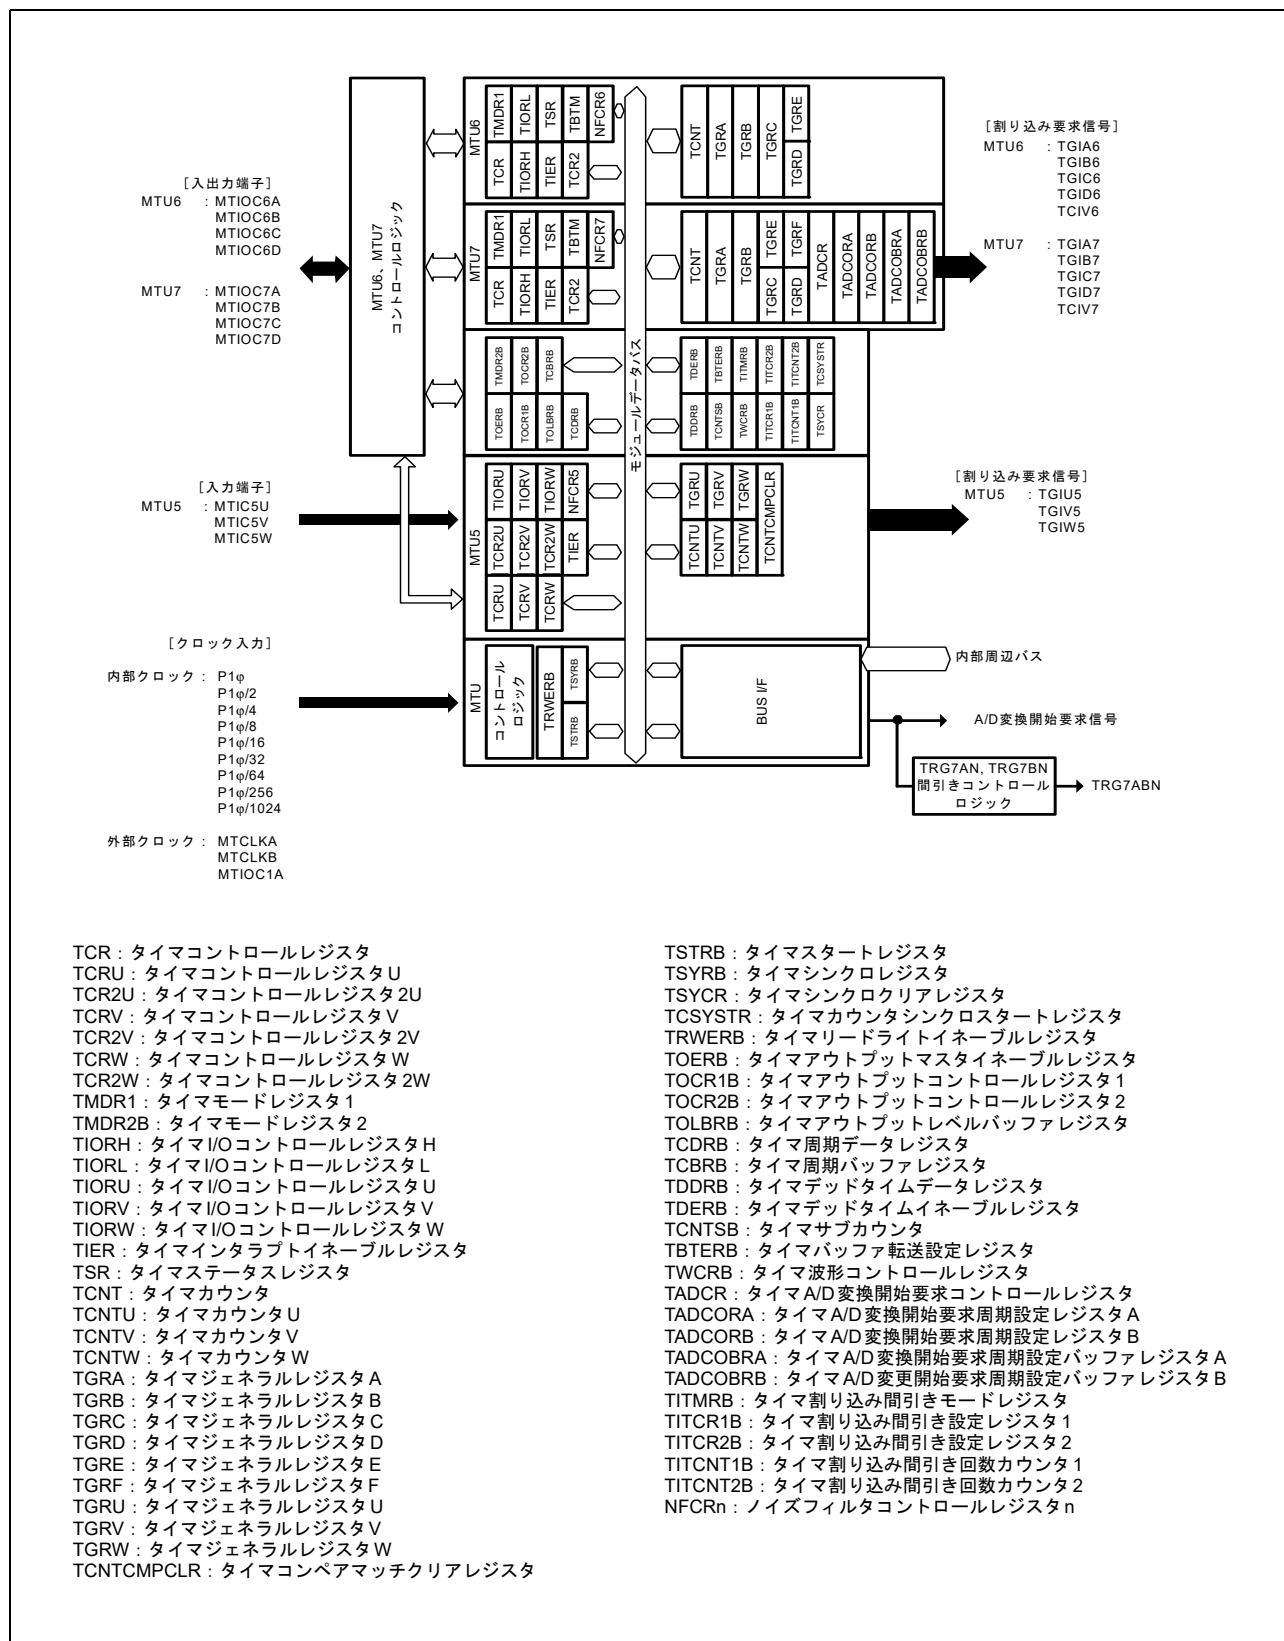 [入出力端子]
MTU6 : MTIOC6A
MTIOC6B
MTIOC6C
MTIOC6D
MTU7 : MTIOC7A
MTIOC7B
MTIOC7C
MTIOC7D
[入力端子]
MTU5 : MTIC5U
MTIC5V
MTIC5W
[クロック入力]
内部クロック : P1φ
P1φ/2
P1φ/4
P1φ/8
P1φ/16
P1φ/32
P1φ/64
P1φ/256
P1φ/1024
外部クロック : MTCLKA
MTCLKB
MTIOC1A
MTU6、MTU7
コントロールロジック
MTU6
TMDR1
TIORL
TSR
TBTM
NFCR6
TCR
TIORH
TIER
TCR2
TCNT
TGRA
TGRB
TGRC
TGRE
TGRD
MTU7
TMDR1
TIORL
TSR
TBTM
NFCR7
TCR
TIORH
TIER
TCR2
TCNT
TGRA
TGRB
TGRE
TGRF
TGRC
TGRD
TADCR
TADCORA
TADCORB
TADCOBRA
TADCOBRB
TMDR2B
TOCR2B
TCBRB
TOERB
TOCR1B
TOLBRB
TCDRB
モジュールデータバス
TDERB
TBTERB
TITMRB
TITCR2B
TITCNT2B
TCSYSTR
TDDRB
TCNTSB
TWCRB
TITCR1B
TITCNT1B
TSYCR
MTU5
TIORU
TIORV
TIORW
NFCR5
TCR2U
TCR2V
TCR2W
TIER
TCRU
TCRV
TCRW
TGRU
TGRV
TGRW
TCNTU
TCNTV
TCNTW
TCNTCMPCLR
MTU
コントロール
ロジック
TRWERB
TSYRB
TSTRB
BUS I/F
[割り込み要求信号]
MTU6 : TGIA6
TGIB6
TGIC6
TGID6
TCIV6
MTU7 : TGIA7
TGIB7
TGIC7
TGID7
TCIV7
[割り込み要求信号]
MTU5 : TGIU5
TGIV5
TGIW5
内部周辺バス
A/D変換開始要求信号
TRG7AN, TRG7BN
間引きコントロール
ロジック
TRG7ABN
TCR : タイマコントロールレジスタ
TCRU : タイマコントロールレジスタU
TCR2U : タイマコントロールレジスタ2U
TCRV : タイマコントロールレジスタV
TCR2V : タイマコントロールレジスタ2V
TCRW : タイマコントロールレジスタW
TCR2W : タイマコントロールレジスタ2W
TMDR1 : タイマモードレジスタ1
TMDR2B : タイマモードレジスタ2
TIORH : タイマI/OコントロールレジスタH
TIORL : タイマI/OコントロールレジスタL
TIORU : タイマI/OコントロールレジスタU
TIORV : タイマI/OコントロールレジスタV
TIORW : タイマI/OコントロールレジスタW
TIER : タイマインタラプトイネーブルレジスタ
TSR : タイマステータスレジスタ
TCNT : タイマカウンタ
TCNTU : タイマカウンタU
TCNTV : タイマカウンタV
TCNTW : タイマカウンタW
TGRA : タイマジェネラルレジスタA
TGRB : タイマジェネラルレジスタB
TGRC : タイマジェネラルレジスタC
TGRD : タイマジェネラルレジスタD
TGRE : タイマジェネラルレジスタE
TGRF : タイマジェネラルレジスタF
TGRU : タイマジェネラルレジスタU
TGRV : タイマジェネラルレジスタV
TGRW : タイマジェネラルレジスタW
TCNTCMPCLR : タイマコンペアマッチクリアレジスタ
TSTRB : タイマスタートレジスタ
TSYRB : タイマシンクロレジスタ
TSYCR : タイマシンクロクリアレジスタ
TCSYSTR : タイマカウンタシンクロスタートレジスタ
TRWERB : タイマリードライトイネーブルレジスタ
TOERB : タイマアウトプットマスタイネーブルレジスタ
TOCR1B : タイマアウトプットコントロールレジスタ1
TOCR2B : タイマアウトプットコントロールレジスタ2
TOLBRB : タイマアウトプットレベルバッファレジスタ
TCDRB : タイマ周期データレジスタ
TCBRB : タイマ周期バッファレジスタ
TDDRB : タイマデッドタイムデータレジスタ
TDERB : タイマデッドタイムイネーブルレジスタ
TCNTSB : タイマサブカウンタ
TBTERB : タイマバッファ転送設定レジスタ
TWCRB : タイマ波形コントロールレジスタ
TADCR : タイマA/D変換開始要求コントロールレジスタ
TADCORA : タイマA/D変換開始要求周期設定レジスタA
TADCORB : タイマA/D変換開始要求周期設定レジスタB
TADCOBRA : タイマA/D変換開始要求周期設定バッファレジスタA
TADCOBRB : タイマA/D変更開始要求周期設定バッファレジスタB
TITMRB : タイマ割り込み間引きモードレジスタ
TITCR1B : タイマ割り込み間引き設定レジスタ1
TITCR2B : タイマ割り込み間引き設定レジスタ2
TITCNT1B : タイマ割り込み間引き回数カウンタ1
TITCNT2B : タイマ割り込み間引き回数カウンタ2
NFCRn : ノイズフィルタコントロールレジスタn